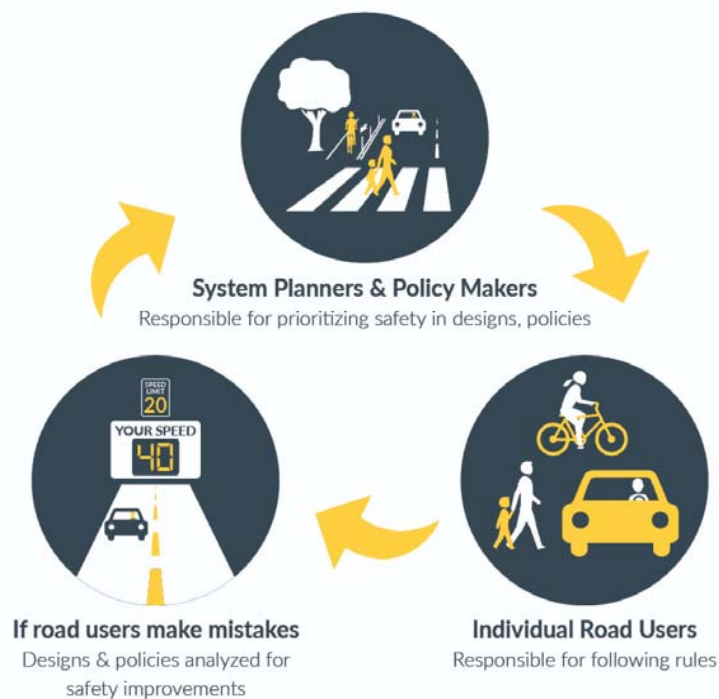 System Planners & Policy Makers
Responsible for prioritizing safety in designs, policies
SPEED
LIMIT
20
YOUR SPEED
40
If road users make mistakes
Designs & policies analyzed for
safety improvements
Individual Road Users
Responsible for following rules